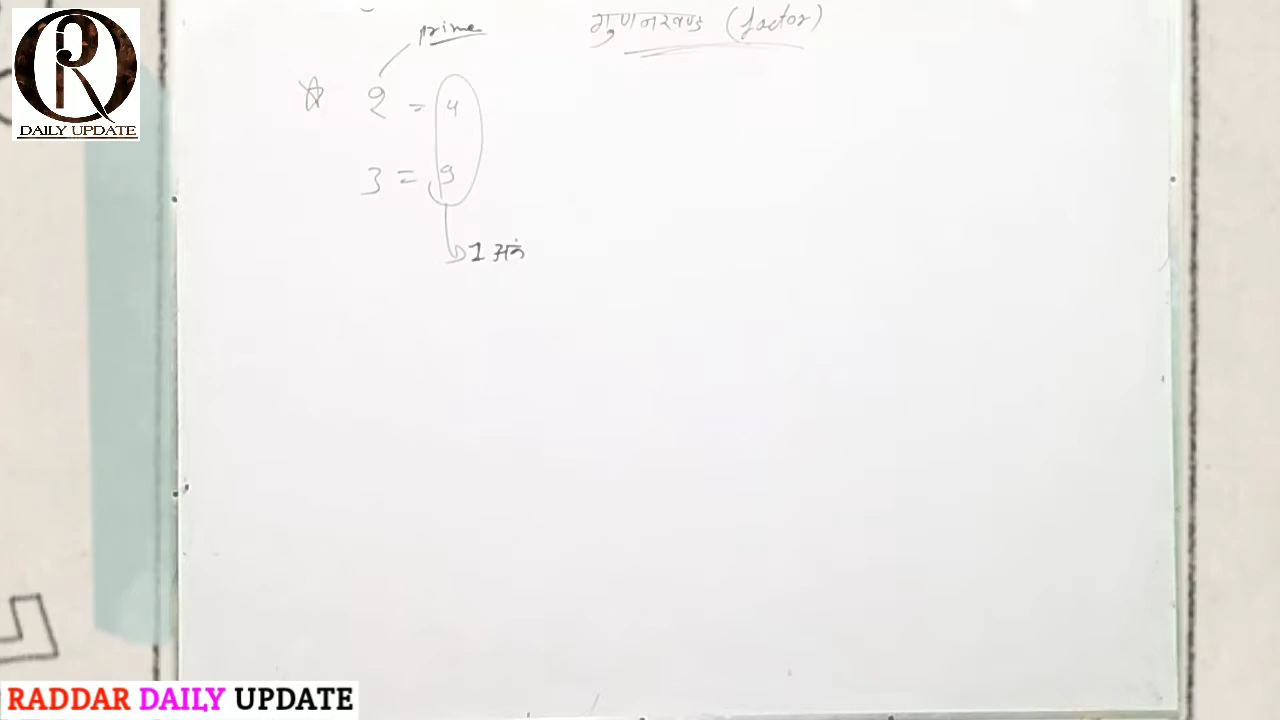 DAILY UPDATE
prime
गुणनखण्ड (factor)
2 = 4
3 = 9
1 अंक
RADDAR DAILY UPDATE